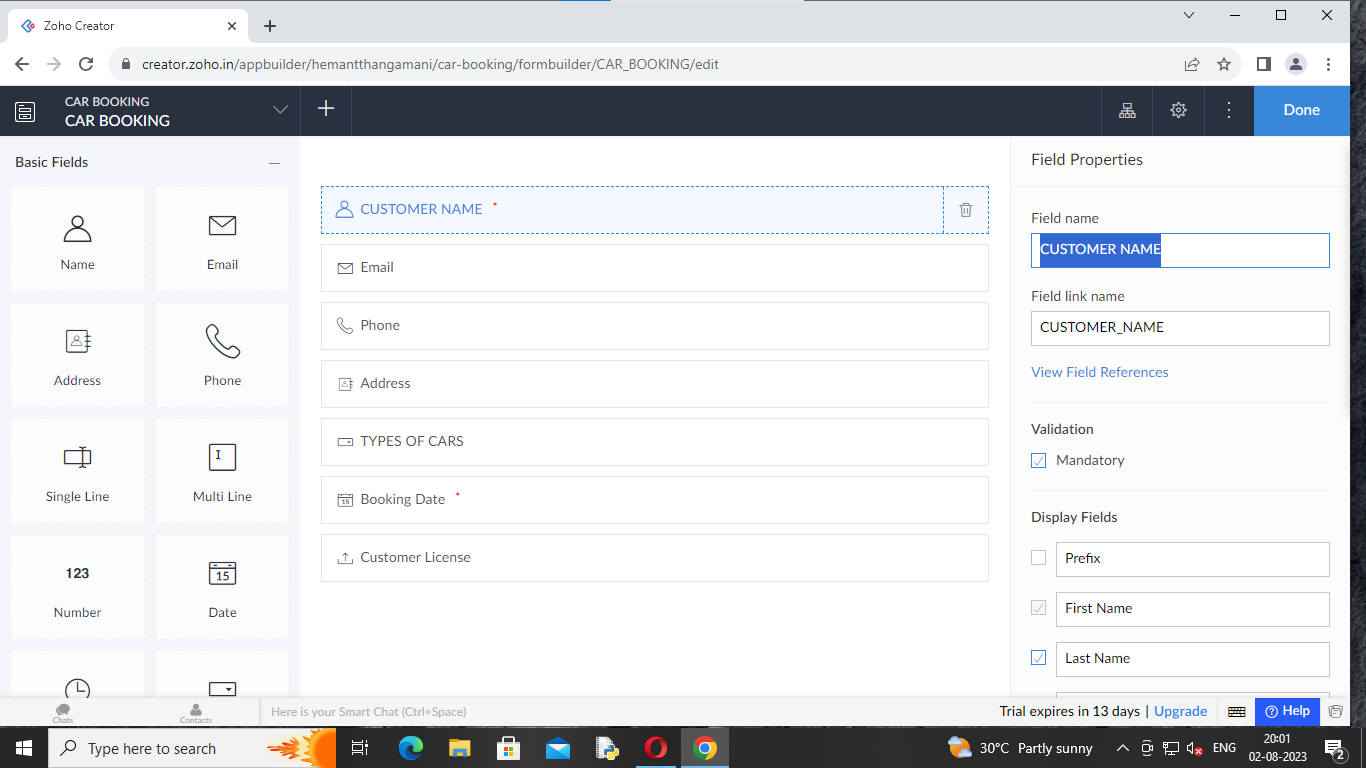 Zoho Creator
creator.zoho.in/appbuilder/hemantthangamani/car-booking/formbuilder/CAR_BOOKING/edit
CAR BOOKING
CAR BOOKING
Done
Basic Fields
Name
Email
Address
Phone
Single Line
I
Multi Line
123
Number
15
Date
CUSTOMER NAME *
Email
Phone
Address
TYPES OF CARS
15
Booking Date *
Customer License
Field Properties
Field name
CUSTOMER NAME
Field link name
CUSTOMER_NAME
View Field References
Validation
Mandatory
Display Fields
Prefix
First Name
Last Name
Chats
Contacts
Here is your Smart Chat (Ctrl+Space)
Trial expires in 13 days | Upgrade
Help
Type here to search
30°C Partly sunny
ENG
20:01
02-08-2023
2